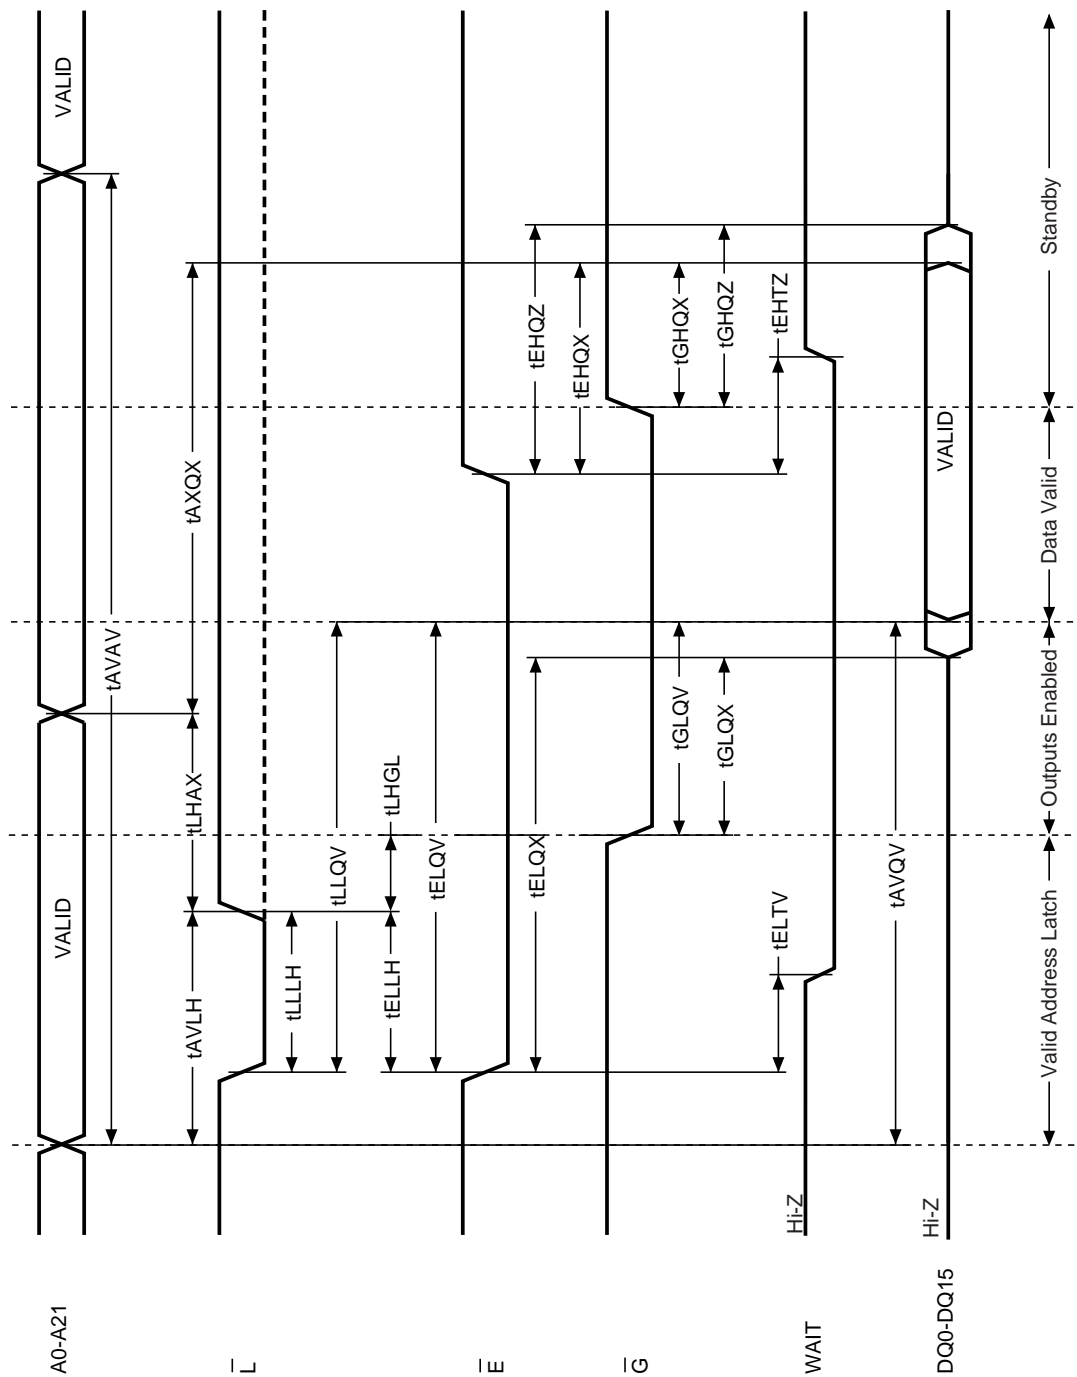 A0-A21
VALID
VALID
tAVAV
L
tAVLH
tLHAX
tAXQX
tLLLH
tLLQV
tELLH
tLHGL
E
tELQV
tELQX
tEHQZ
tEHQX
G
tGLQV
tGLQX
tGHQX
tGHQZ
WAIT
Hi-Z
tELTV
tEHTZ
DQ0-DQ15
Hi-Z
tAVQV
VALID
Valid Address Latch
Outputs Enabled
Data Valid
Standby